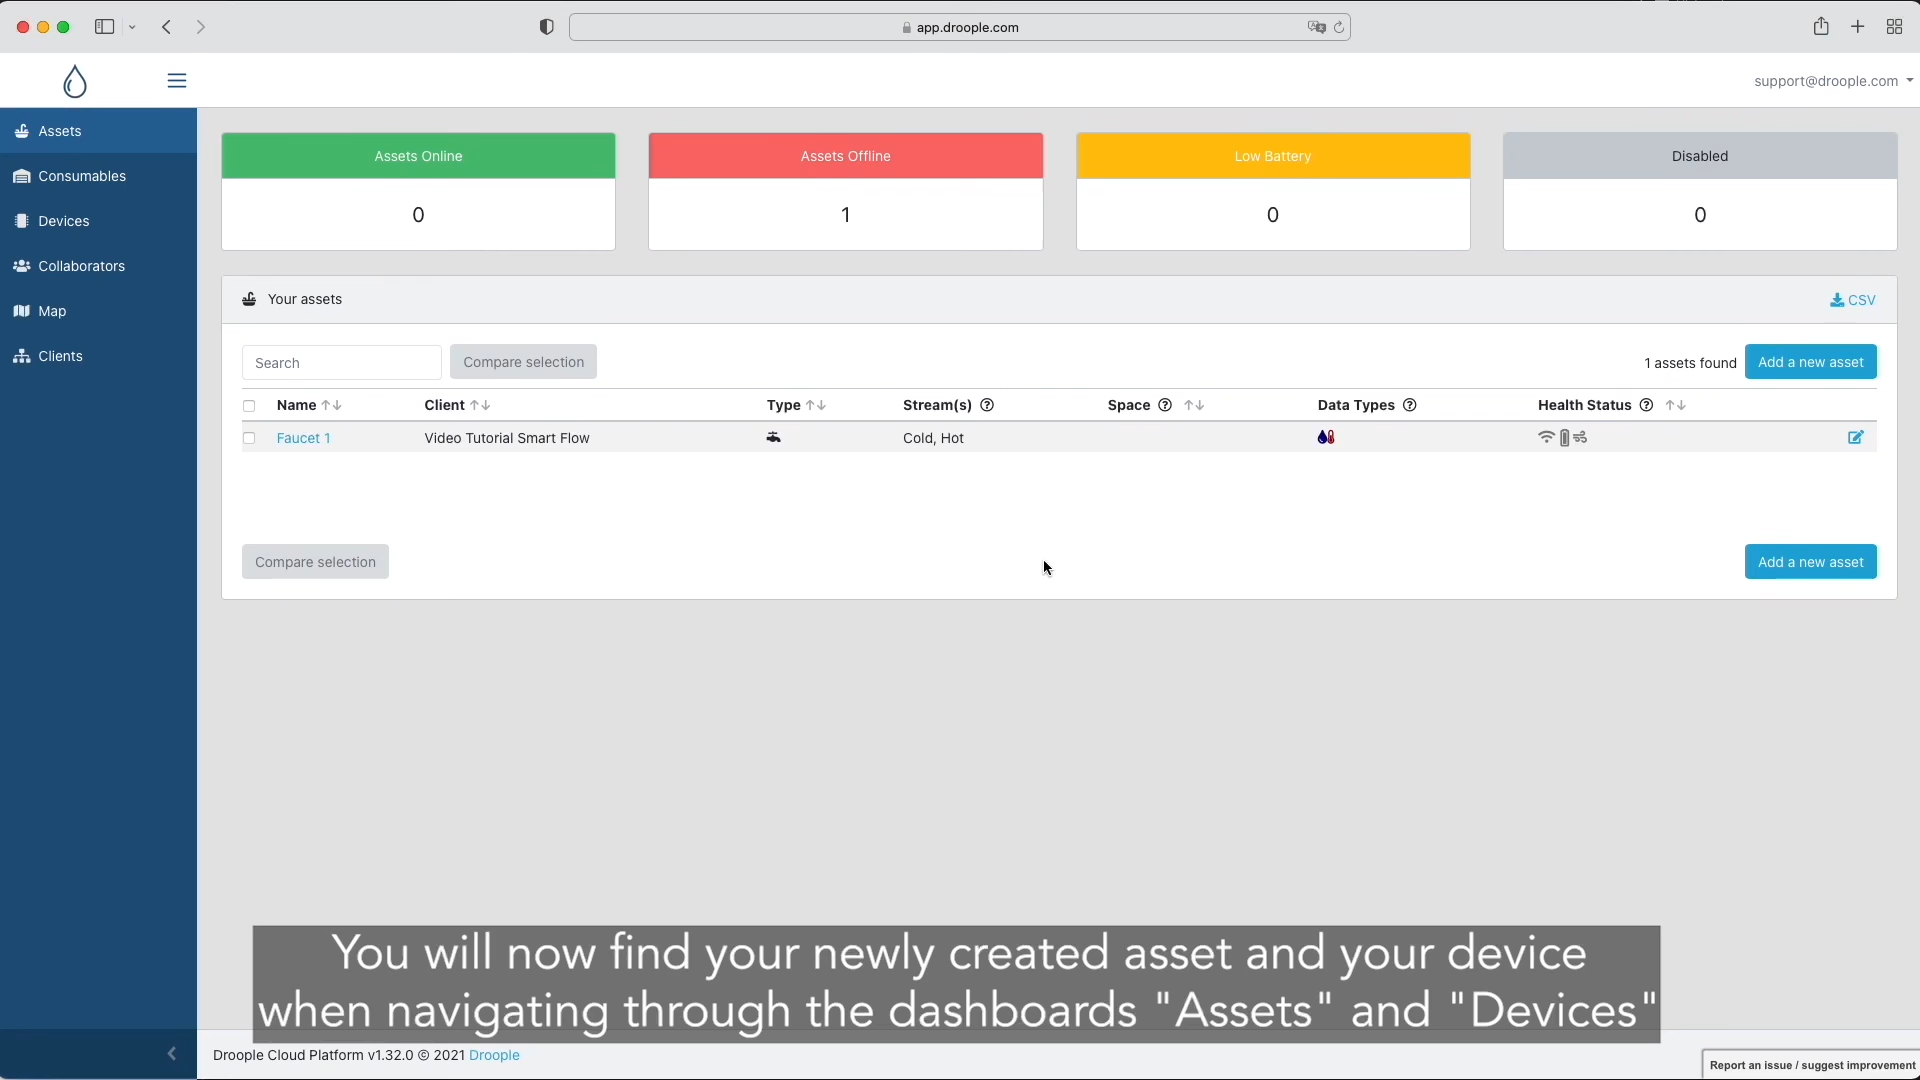 app.droople.com
support@droople.com
Assets
Consumables
Devices
Collaborators
Map
Clients
Assets Online
0
Assets Offline
1
Low Battery
0
Disabled
0
Your assets
CSV
Search
Compare selection
1 assets found
Add a new asset
Name Client Type Stream(s) Space Data Types Health Status
Faucet 1 Video Tutorial Smart Flow Cold, Hot
Compare selection
Add a new asset
You will now find your newly created asset and your device
when navigating through the dashboards "Assets" and "Devices"
Droople Cloud Platform v1.32.0 © 2021 Droople
Report an issue / suggest improvement